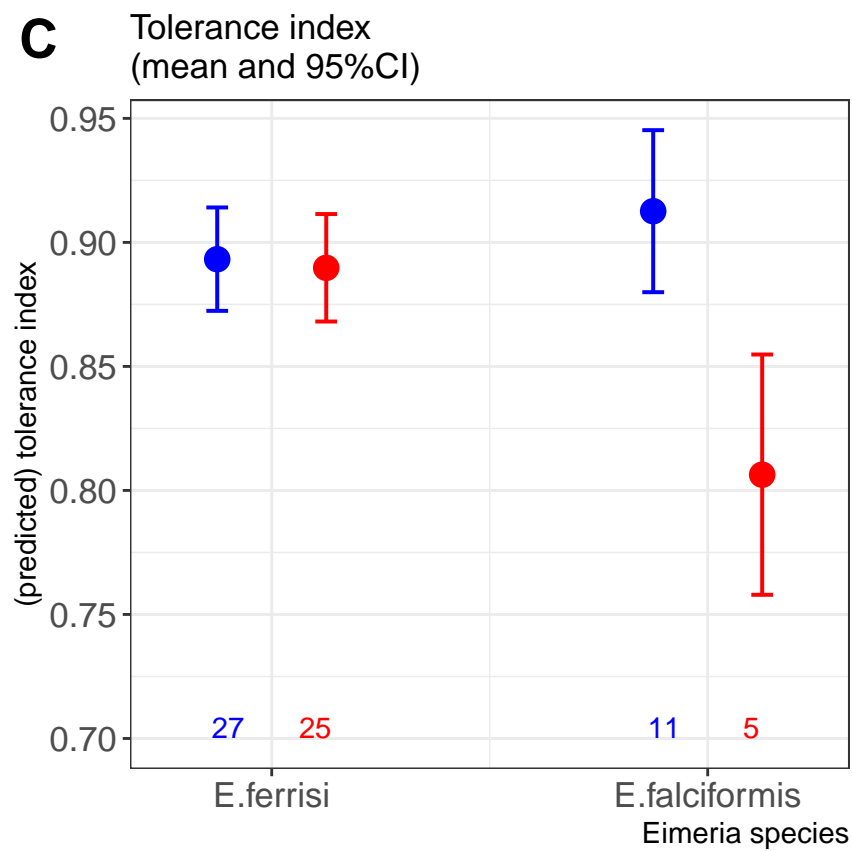 C
Tolerance index
(mean and 95%CI)
(predicted) tolerance index
0.95
0.90
0.85
0.80
0.75
0.70
27 25 11 5
E.ferrisi E.falciformis
Eimeria species